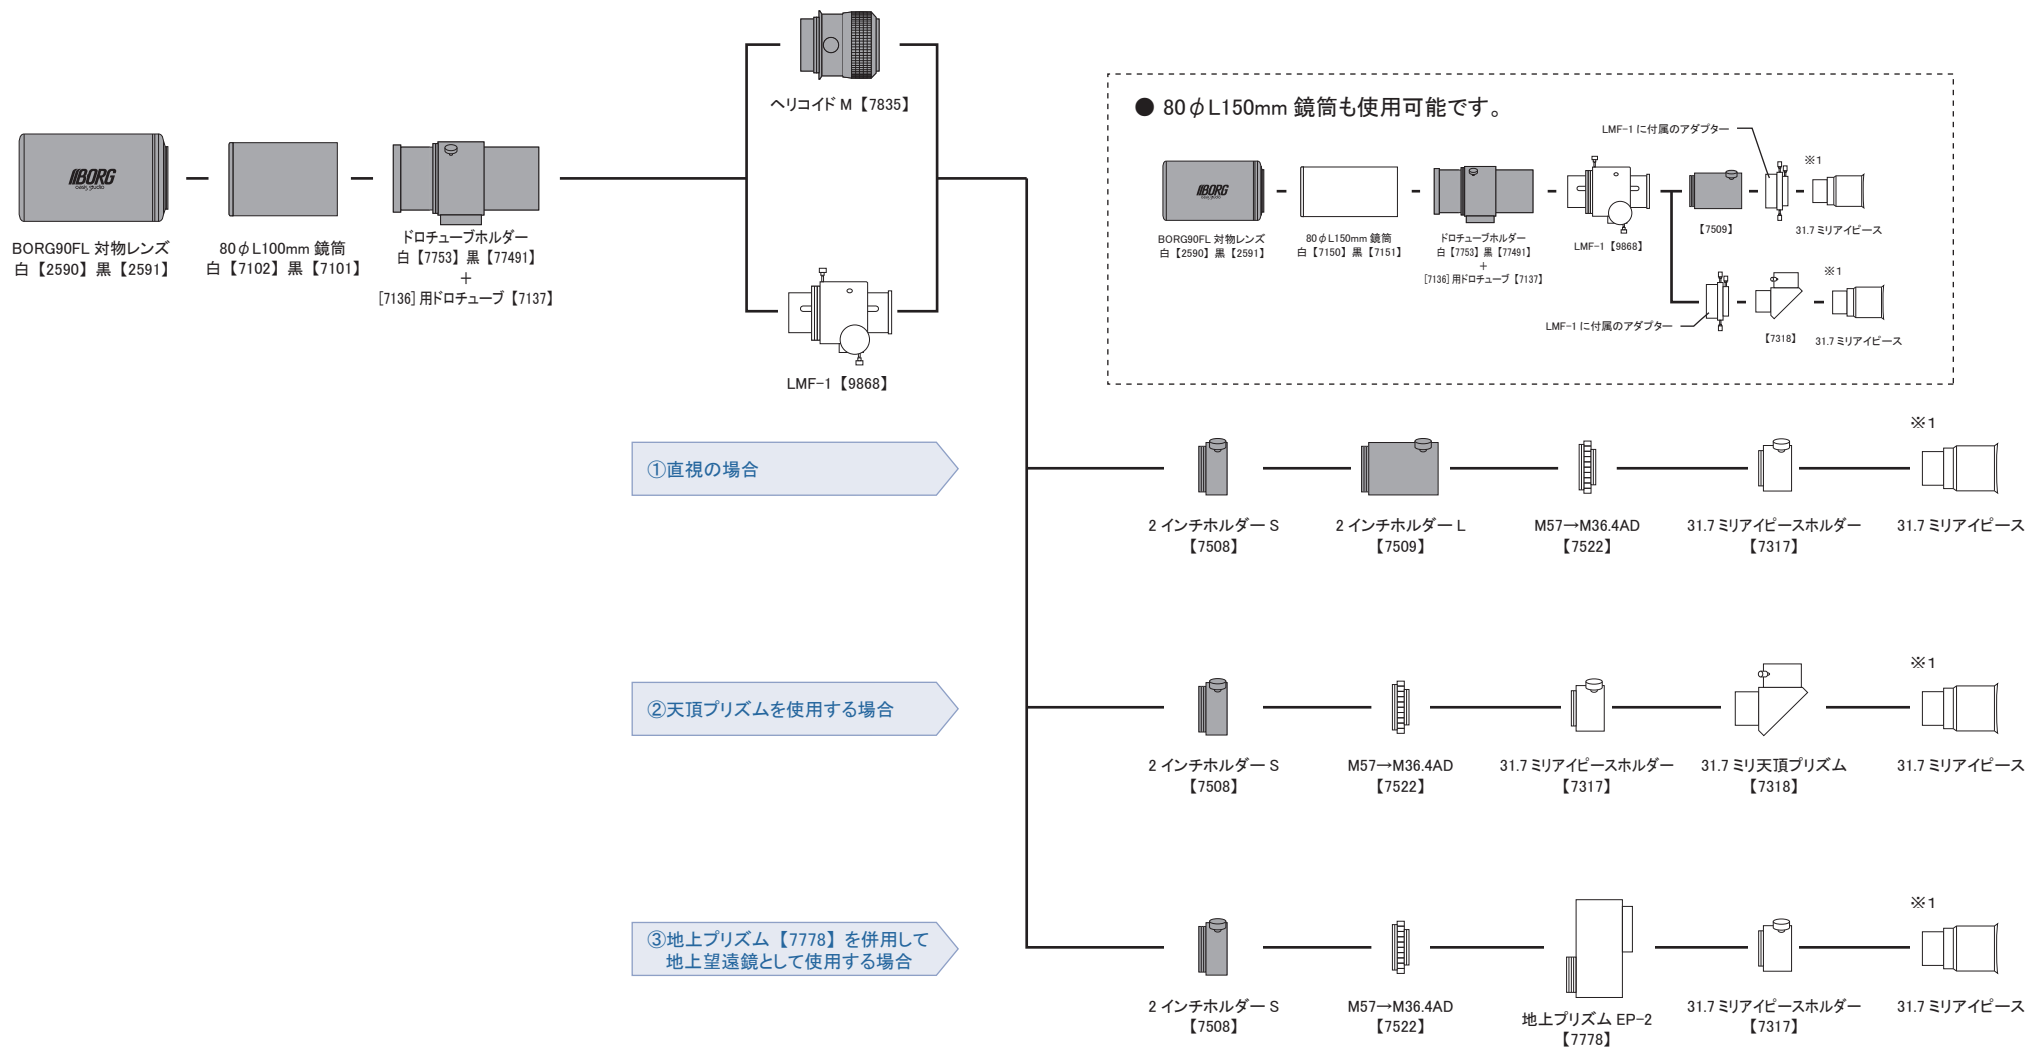 ヘリコイド M 【7835】
BORG
BORG90FL 対物レンズ
白 【2590】 黒 【2591】
80φL100mm 鏡筒
白 【7102】 黒 【7101】
ドロチューブホルダー
白 【7753】 黒 【77491】
+
[7136] 用ドロチューブ 【7137】
LMF-1 【9868】
● 80φL150mm 鏡筒も使用可能です。
LMF-1 に付属のアダプター
※1
BORG
BORG90FL 対物レンズ
白 【2590】 黒 【2591】
80φL150mm 鏡筒
白 【7150】 黒 【7151】
ドロチューブホルダー
白 【7753】 黒 【77491】
+
[7136] 用ドロチューブ 【7137】
LMF-1 【9868】
【7509】
31.7 ミリアイピース
※1
LMF-1 に付属のアダプター
【7318】
31.7 ミリアイピース
①直視の場合
※1
2 インチホルダー S
【7508】
2 インチホルダー L
【7509】
M57→M36.4AD
【7522】
31.7 ミリアイピースホルダー
【7317】
31.7 ミリアイピース
②天頂プリズムを使用する場合
※1
2 インチホルダー S
【7508】
M57→M36.4AD
【7522】
31.7 ミリアイピースホルダー
【7317】
31.7 ミリ天頂プリズム
【7318】
31.7 ミリアイピース
③地上プリズム 【7778】 を併用して
地上望遠鏡として使用する場合
※1
2 インチホルダー S
【7508】
M57→M36.4AD
【7522】
地上プリズム EP-2
【7778】
31.7 ミリアイピースホルダー
【7317】
31.7 ミリアイピース